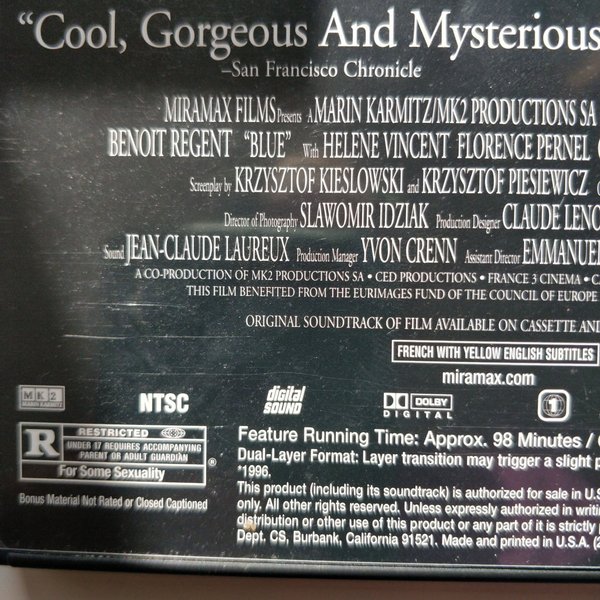 “Cool, Gorgeous And Mysterious
–San Francisco Chronicle
MIRAMAX FILMS Presents A MARIN KARMITZ/MK2 PRODUCTIONS SA
BENOIT REGENT “BLUE” With HELENE VINCENT FLORENCE PERNEL
Screenplay by KRZYSZTOF KIESLOWSKI and KRZYSZTOF PIESIEWICZ
Director of Photography SLAWOMIR IDZIAK Production Designer CLAUDE LENO
Sound JEAN-CLAUDE LAUREUX Production Manager YVON CRENN Assistant Director EMMANUEL
A CO-PRODUCTION OF MK2 PRODUCTIONS SA • CED PRODUCTIONS • FRANCE 3 CINEMA • CA
THIS FILM BENEFITED FROM THE EURIMAGES FUND OF THE COUNCIL OF EUROPE
ORIGINAL SOUNDTRACK OF FILM AVAILABLE ON CASSETTE AND
FRENCH WITH YELLOW ENGLISH SUBTITLES
miramax.com
MK2
MARIN KARMITZ
NTSC
digital
SOUND
DOLBY
DIGITAL
R RESTRICTED
UNDER 17 REQUIRES ACCOMPANYING
PARENT OR ADULT GUARDIAN
For Some Sexuality ®
Bonus Material Not Rated or Closed Captioned
Feature Running Time: Approx. 98 Minutes /
Dual-Layer Format: Layer transition may trigger a slight p
*1996.
This product (including its soundtrack) is authorized for sale in U.S
only. All other rights reserved. Unless expressly authorized in writin
distribution or other use of this product or any part of it is strictly p
Dept. CS, Burbank, California 91521. Made and printed in U.S.A. (2